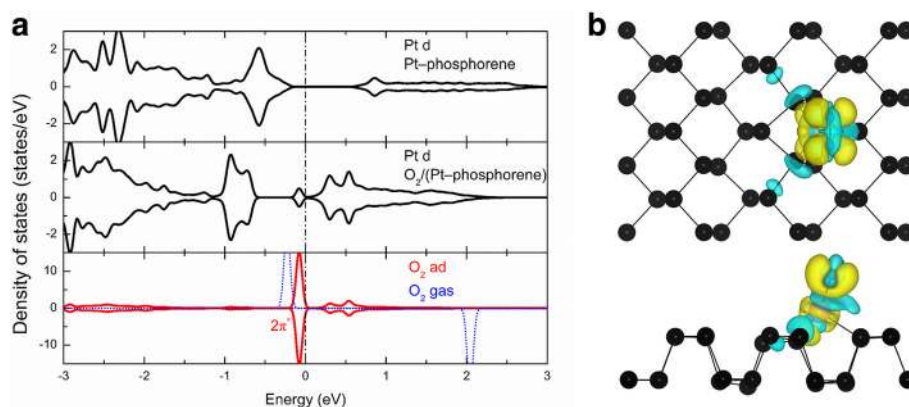 a
b
Density of states (states/eV)
2
0
-2
Pt d
Pt–phosphorene
2
0
-2
Pt d
O₂/(Pt–phosphorene)
10
0
-10
O₂ ad
O₂ gas
2π*
-3 -2 -1 0 1 2 3
Energy (eV)